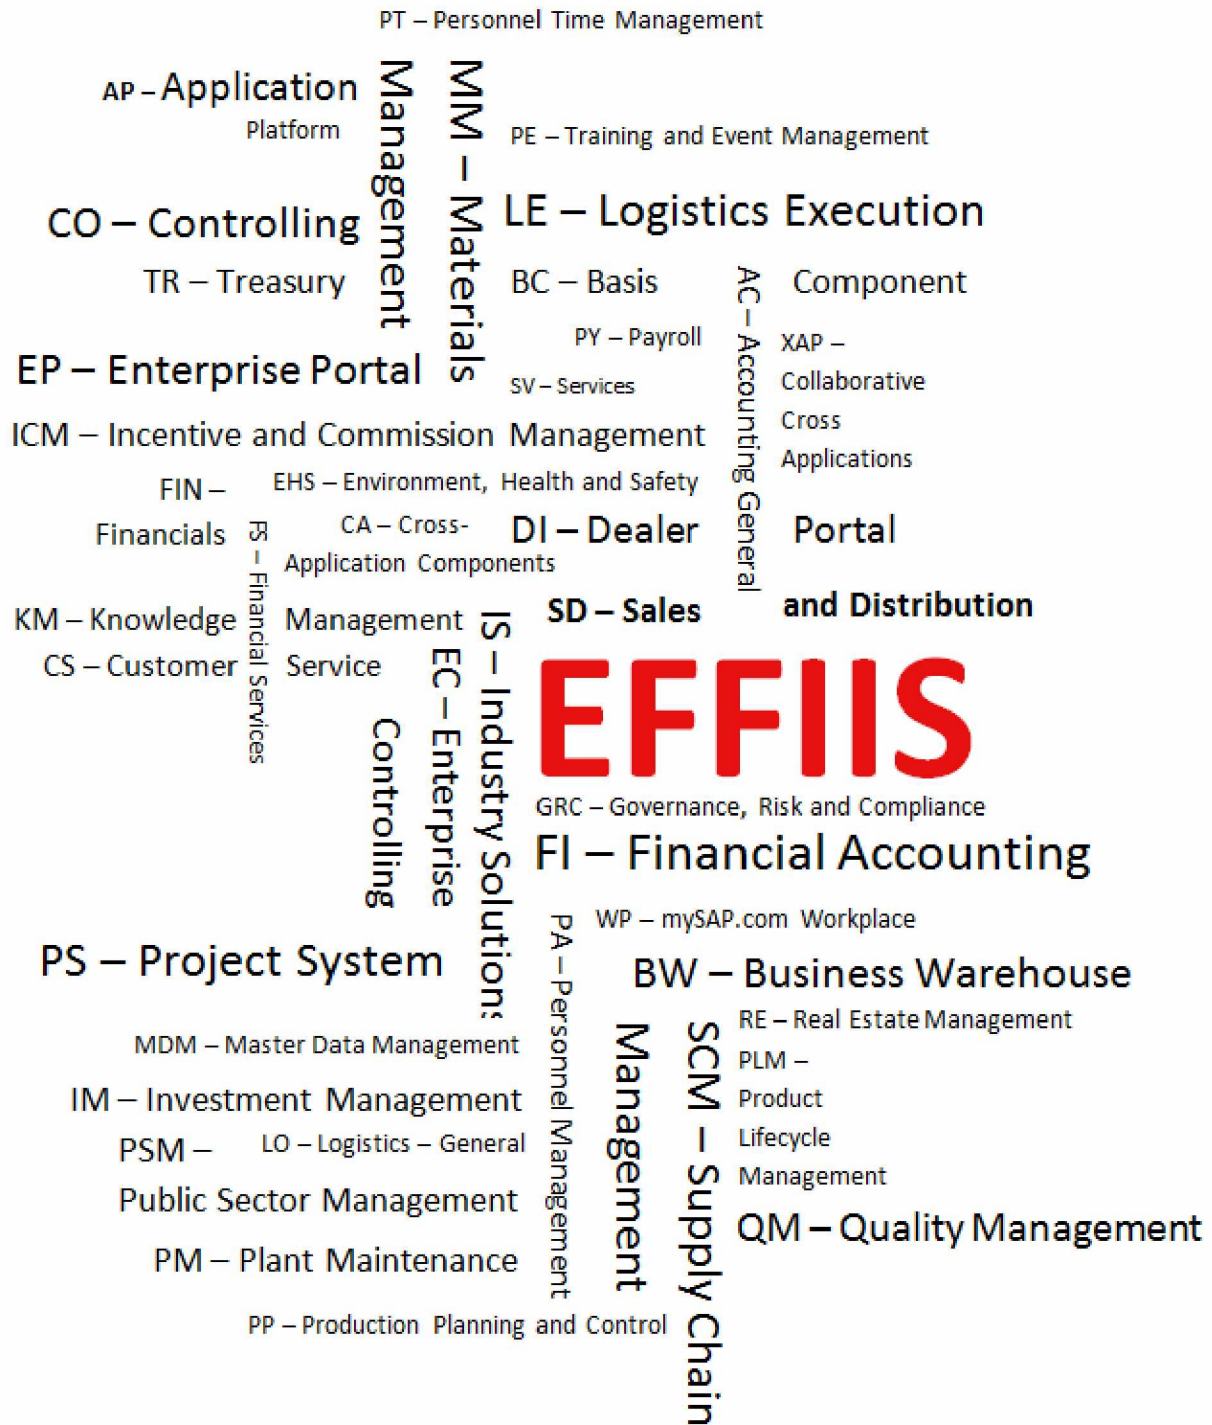 PT – Personnel Time Management
AP – Application
Platform
Management
MM – Materials
PE – Training and Event Management
CO – Controlling
LE – Logistics Execution
TR – Treasury
BC – Basis
Component
AC – Accounting General
PY – Payroll
XAP –
Collaborative
Cross
Applications
EP – Enterprise Portal
SV – Services
ICM – Incentive and Commission Management
FIN –
Financials
EHS – Environment, Health and Safety
CA – Cross-
Application Components
DI – Dealer
Portal
FS – Financial Services
KM – Knowledge
Management
SD – Sales
and Distribution
CS – Customer
Service
IS – Industry Solutions
EC – Enterprise
Controlling
EFFIIS
GRC – Governance, Risk and Compliance
FI – Financial Accounting
WP – mySAP.com Workplace
PA – Personnel Management
PS – Project System
BW – Business Warehouse
RE – Real Estate Management
MDM – Master Data Management
Management
SCM – Supply Chain
PLM –
Product
Lifecycle
Management
IM – Investment Management
PSM –
LO – Logistics – General
Public Sector Management
QM – Quality Management
PM – Plant Maintenance
PP – Production Planning and Control